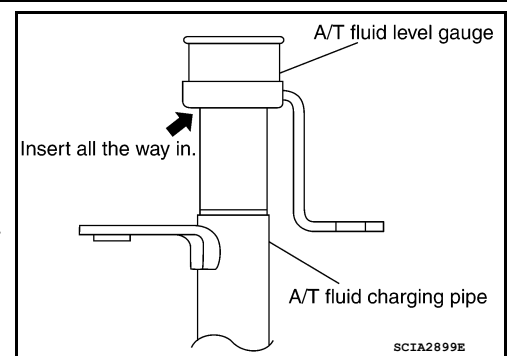 A/T fluid level gauge
Insert all the way in.
A/T fluid charging pipe
SCIA2899E